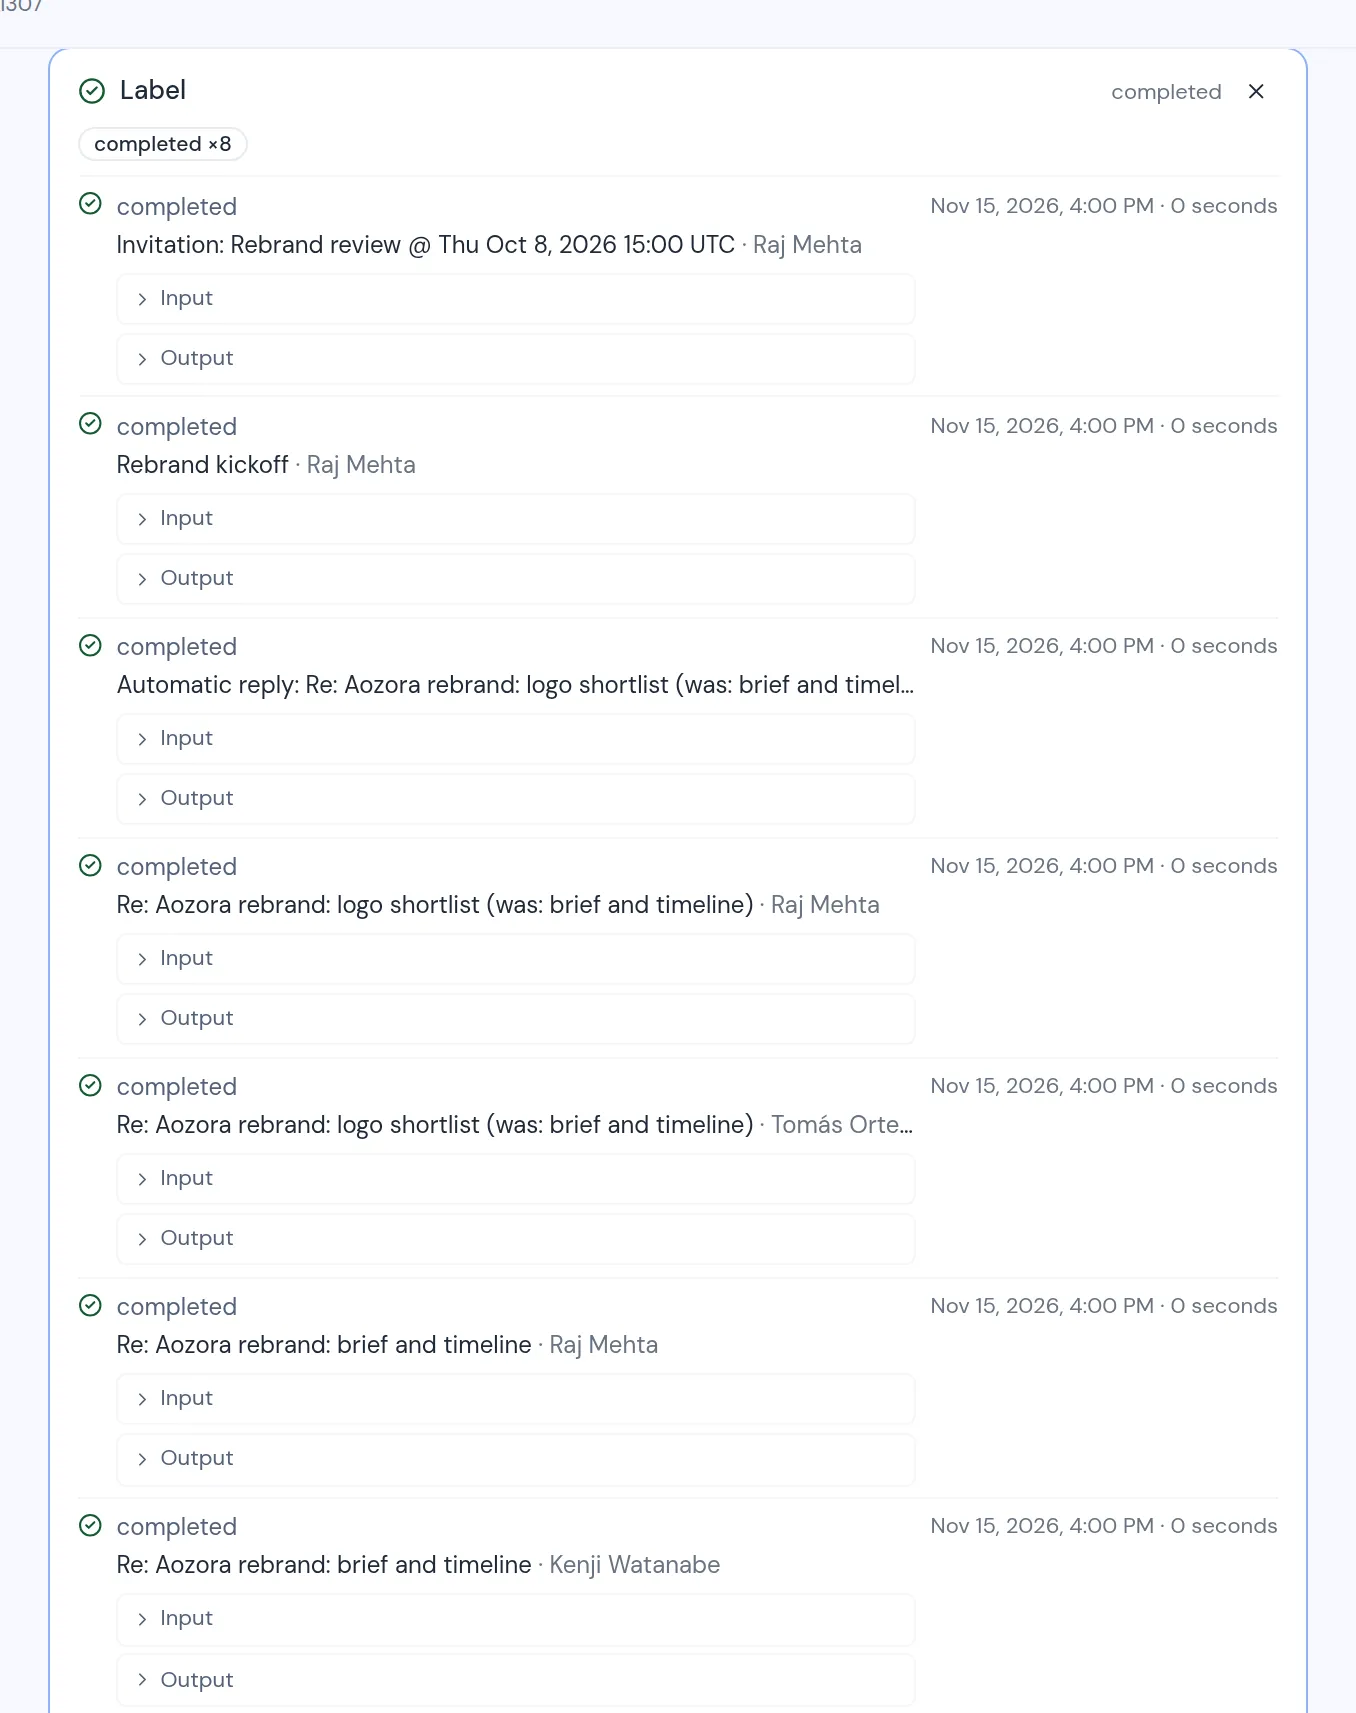 1307
Label
completed
completed ×8
completed
Nov 15, 2026, 4:00 PM · 0 seconds
Invitation: Rebrand review @ Thu Oct 8, 2026 15:00 UTC · Raj Mehta
Input
Output
completed
Nov 15, 2026, 4:00 PM · 0 seconds
Rebrand kickoff · Raj Mehta
Input
Output
completed
Nov 15, 2026, 4:00 PM · 0 seconds
Automatic reply: Re: Aozora rebrand: logo shortlist (was: brief and timel...
Input
Output
completed
Nov 15, 2026, 4:00 PM · 0 seconds
Re: Aozora rebrand: logo shortlist (was: brief and timeline) · Raj Mehta
Input
Output
completed
Nov 15, 2026, 4:00 PM · 0 seconds
Re: Aozora rebrand: logo shortlist (was: brief and timeline) · Tomás Orte...
Input
Output
completed
Nov 15, 2026, 4:00 PM · 0 seconds
Re: Aozora rebrand: brief and timeline · Raj Mehta
Input
Output
completed
Nov 15, 2026, 4:00 PM · 0 seconds
Re: Aozora rebrand: brief and timeline · Kenji Watanabe
Input
Output